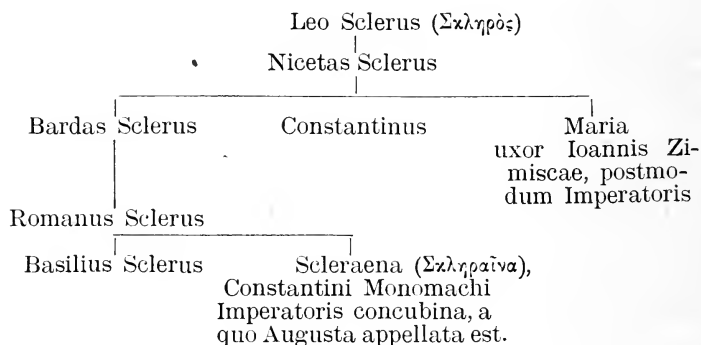 Leo Sclerus (Σκληρὸς)
Nicetas Sclerus
Bardas Sclerus Constantinus Maria
uxor Ioannis Zi-
miscae, postmo-
dum Imperatoris
Romanus Sclerus
Basilius Sclerus Scleraena (Σκληραῖνα),
Constantini Monomachi
Imperatoris concubina, a
quo Augusta appellata est.